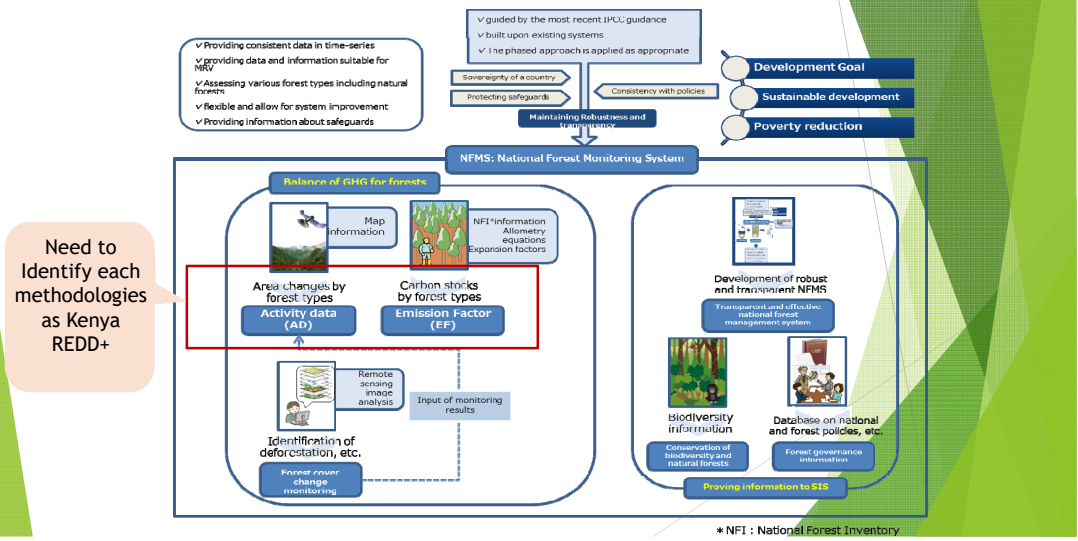 ✓Providing consistent data in time-series
✓providing data and information suitable for
MRV
✓Assessing various forest types including natural
forests
✓flexible and allow for system improvement
✓Providing information about safeguards
✓guided by the most recent IPCC guidance
✓built upon existing systems
✓The phased approach is applied as appropriate
Sovereignty of a country
Protecting safeguards
Consistency with policies
Maintaining Robustness and
transparency
Development Goal
Sustainable development
Poverty reduction
NFMS: National Forest Monitoring System
Balance of GHG for forests
Map
information
NFI*information
Allometry
equations
Expansion factors
Need to
Identify each
methodologies
as Kenya
REDD+
Area changes by
forest types
Activity data
(AD)
Carbon stocks
by forest types
Emission Factor
(EF)
Remote
sensing
image
analysis
Input of monitoring
results
Identification of
deforestation, etc.
Forest cover
change
monitoring
Development of robust
and transparent NFMS
Transparent and effective
national forest
management system
LAW
Biodiversity
information
Conservation of
biodiversity and
natural forests
Database on national
and forest policies, etc.
Forest governance
information
Proving information to SIS
* NFI : National Forest Inventory